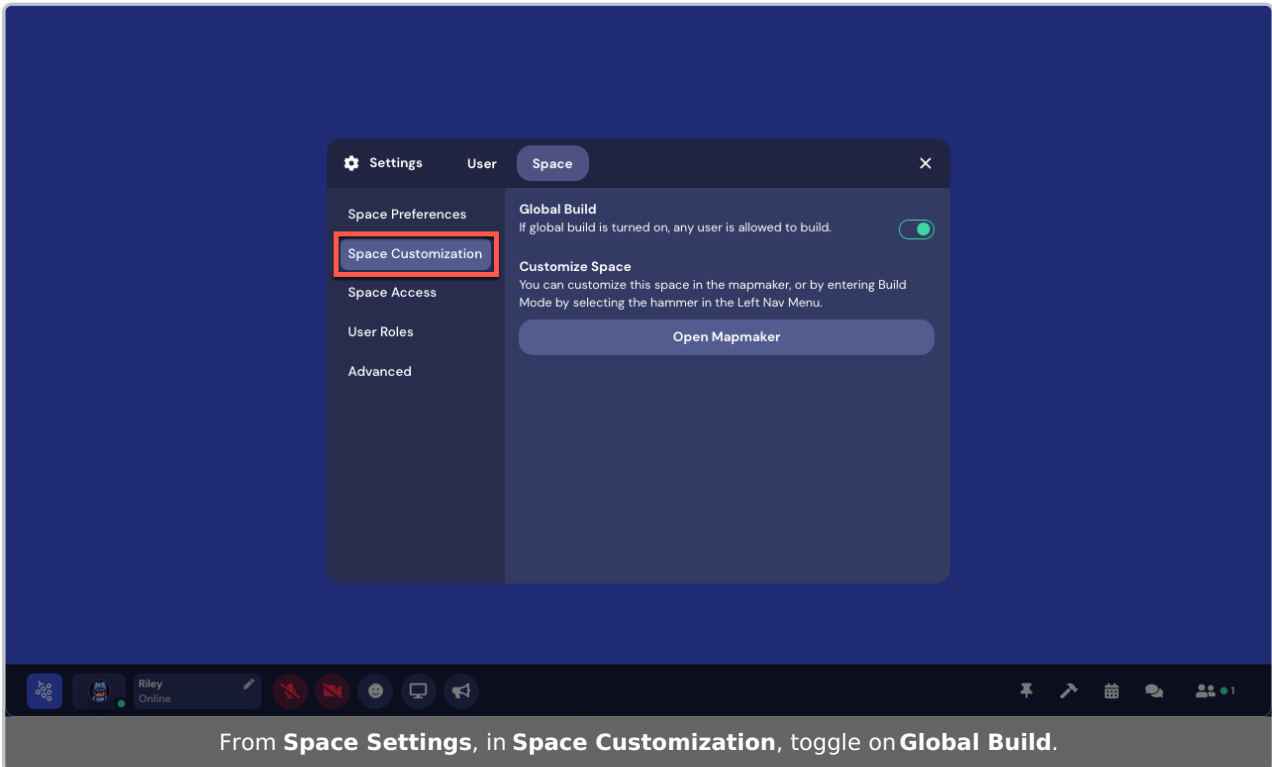 Settings
User
Space
Space Preferences
Space Customization
Space Access
User Roles
Advanced
Global Build
If global build is turned on, any user is allowed to build.
Customize Space
You can customize this space in the mapmaker, or by entering Build
Mode by selecting the hammer in the Left Nav Menu.
Open Mapmaker
Riley
Online
1
From Space Settings, in Space Customization, toggle on Global Build.